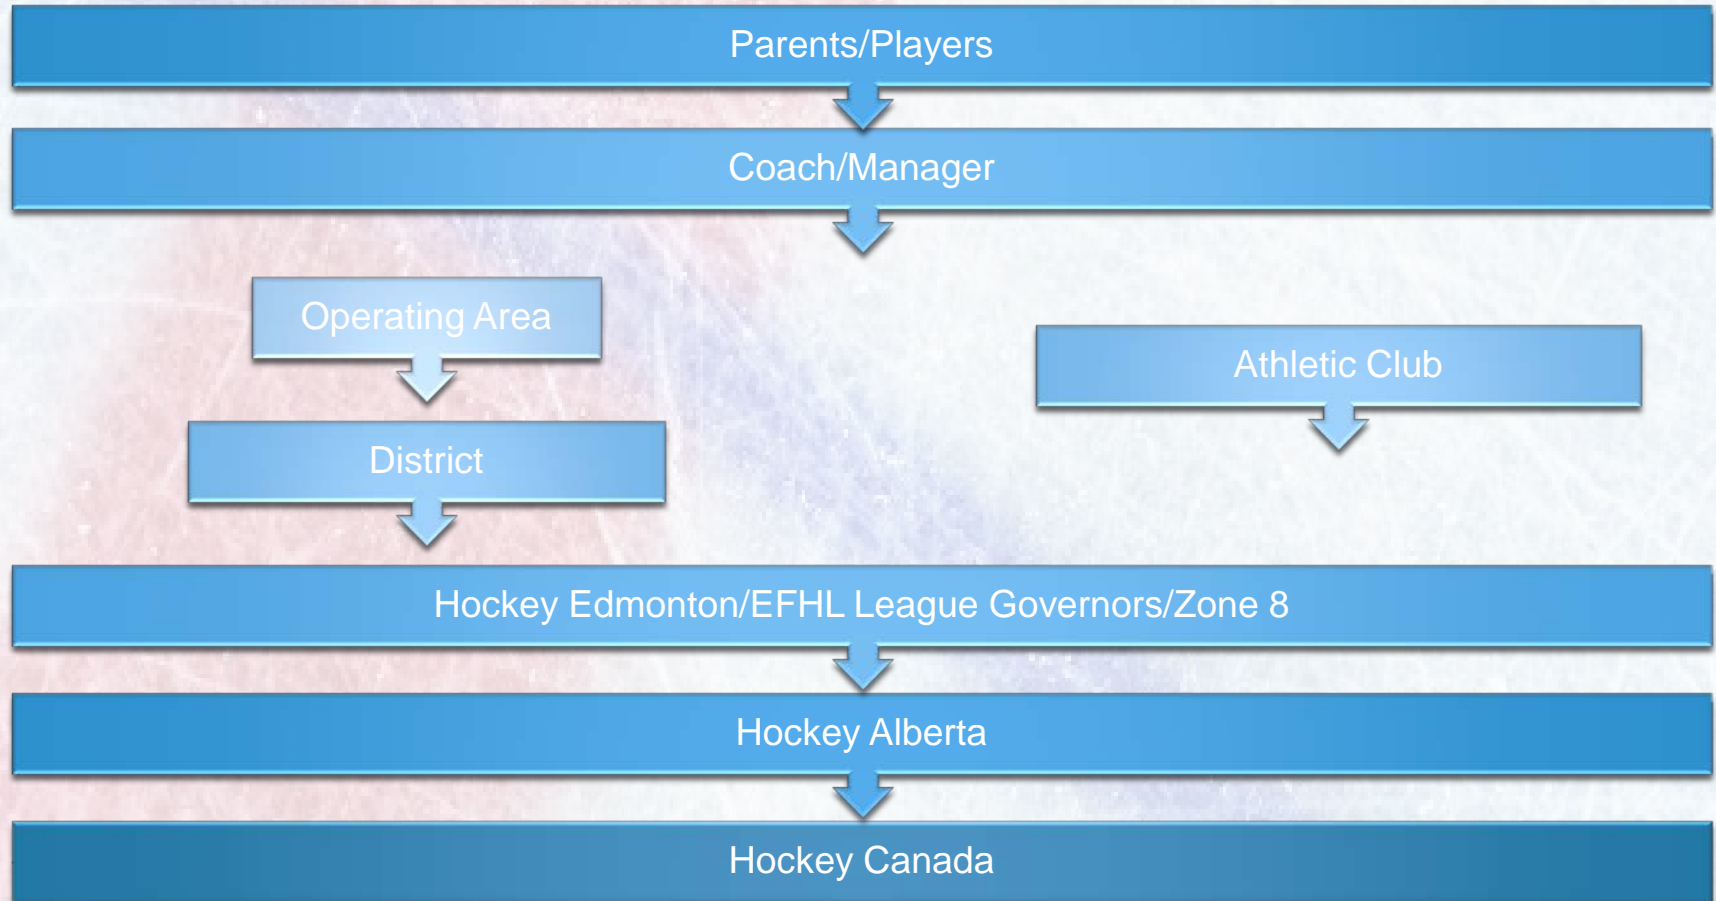 Parents/Players
Coach/Manager
Operating Area
Athletic Club
District
Hockey Edmonton/EFHL League Governors/Zone 8
Hockey Alberta
Hockey Canada